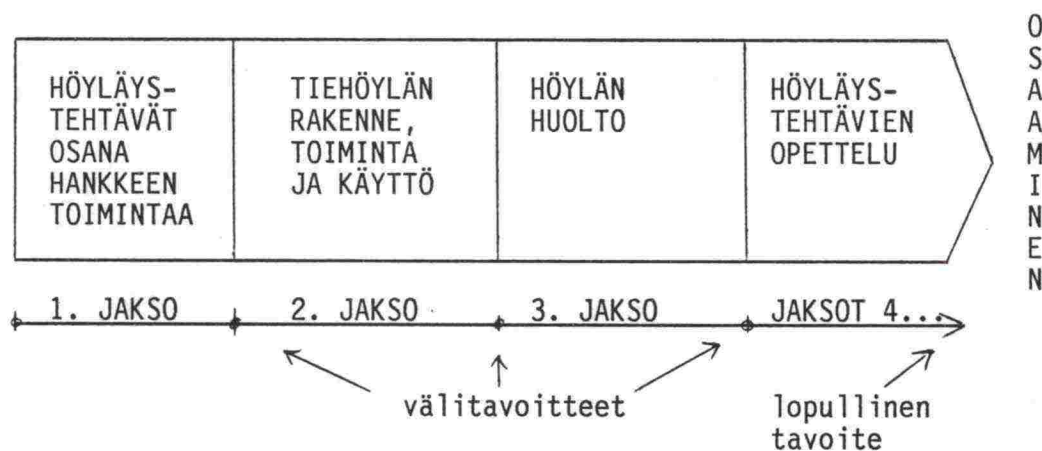 HÖYLÄYS-
TEHTÄVÄT
OSANA
HANKKEEN
TOIMINTAA
TIEHÖYLÄN
RAKENNE,
TOIMINTA
JA KÄYTTÖ
HÖYLÄN
HUOLTO
HÖYLÄYS-
TEHTÄVIEN
OPETTELU
OSAAMINEN
1. JAKSO
2. JAKSO
3. JAKSO
JAKSOT 4...
välitavoitteet
lopullinen
tavoite